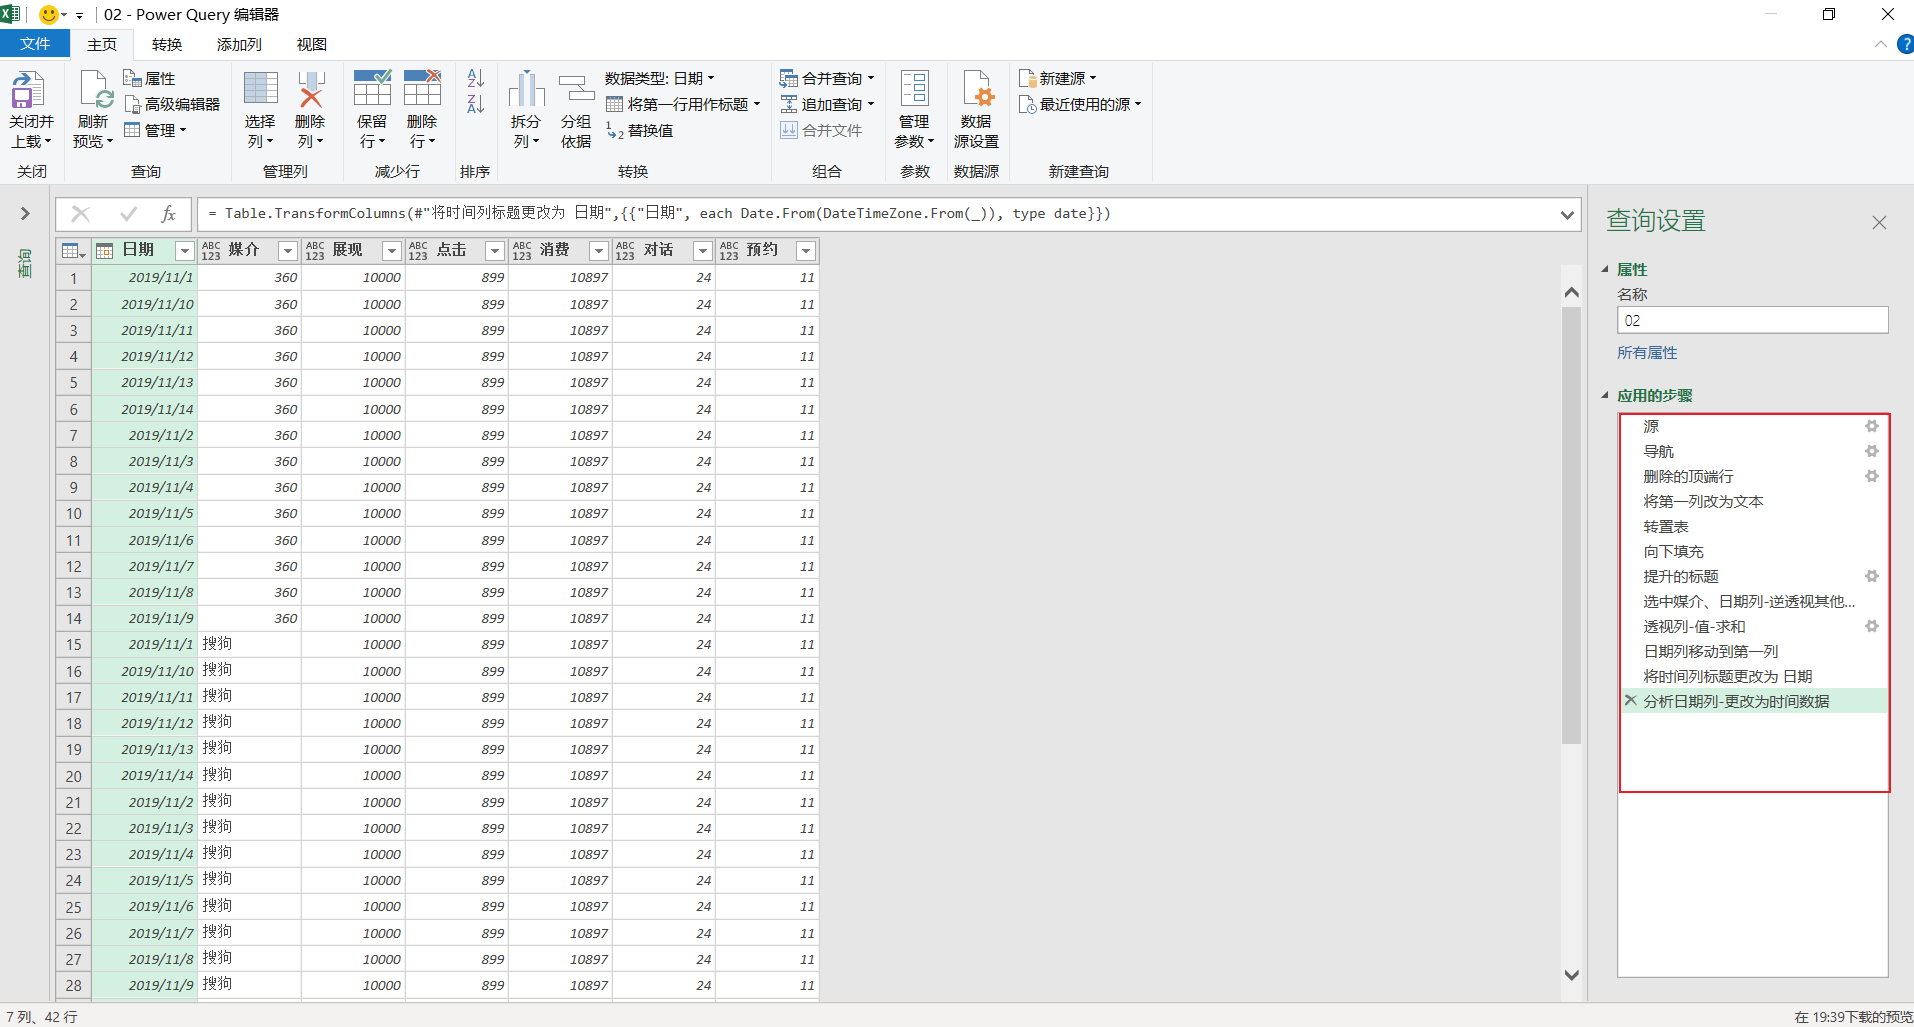 02 - Power Query 编辑器
文件 主页 转换 添加列 视图
关闭并上载 刷新预览 属性 高级编辑器 管理 选择列 删除列 保留行 删除行 拆分列 分组依据 数据类型: 日期 将第一行用作标题 替换值 合并查询 追加查询 合并文件 管理参数 数据源设置 新建源 最近使用的源
关闭 查询 管理列 减少行 排序 转换 组合 参数 数据源 新建查询
= Table.TransformColumns(#"将时间列标题更改为 日期",{{"日期", each Date.From(DateTimeZone.From(_)), type date}})
查询
日期 ABC 123 媒介 ABC 123 展现 ABC 123 点击 ABC 123 消费 ABC 123 对话 ABC 123 预约
1 2019/11/1 360 10000 899 10897 24 11
2 2019/11/10 360 10000 899 10897 24 11
3 2019/11/11 360 10000 899 10897 24 11
4 2019/11/12 360 10000 899 10897 24 11
5 2019/11/13 360 10000 899 10897 24 11
6 2019/11/14 360 10000 899 10897 24 11
7 2019/11/2 360 10000 899 10897 24 11
8 2019/11/3 360 10000 899 10897 24 11
9 2019/11/4 360 10000 899 10897 24 11
10 2019/11/5 360 10000 899 10897 24 11
11 2019/11/6 360 10000 899 10897 24 11
12 2019/11/7 360 10000 899 10897 24 11
13 2019/11/8 360 10000 899 10897 24 11
14 2019/11/9 360 10000 899 10897 24 11
15 2019/11/1 搜狗 10000 899 10897 24 11
16 2019/11/10 搜狗 10000 899 10897 24 11
17 2019/11/11 搜狗 10000 899 10897 24 11
18 2019/11/12 搜狗 10000 899 10897 24 11
19 2019/11/13 搜狗 10000 899 10897 24 11
20 2019/11/14 搜狗 10000 899 10897 24 11
21 2019/11/2 搜狗 10000 899 10897 24 11
22 2019/11/3 搜狗 10000 899 10897 24 11
23 2019/11/4 搜狗 10000 899 10897 24 11
24 2019/11/5 搜狗 10000 899 10897 24 11
25 2019/11/6 搜狗 10000 899 10897 24 11
26 2019/11/7 搜狗 10000 899 10897 24 11
27 2019/11/8 搜狗 10000 899 10897 24 11
28 2019/11/9 搜狗 10000 899 10897 24 11
查询设置
属性
名称
02
所有属性
应用的步骤
源
导航
删除的顶端行
将第一列改为文本
转置表
向下填充
提升的标题
选中媒介、日期列-逆透视其他...
透视列-值-求和
日期列移动到第一列
将时间列标题更改为 日期
分析日期列-更改为时间数据
7 列、42 行
在 19:39下载的预览